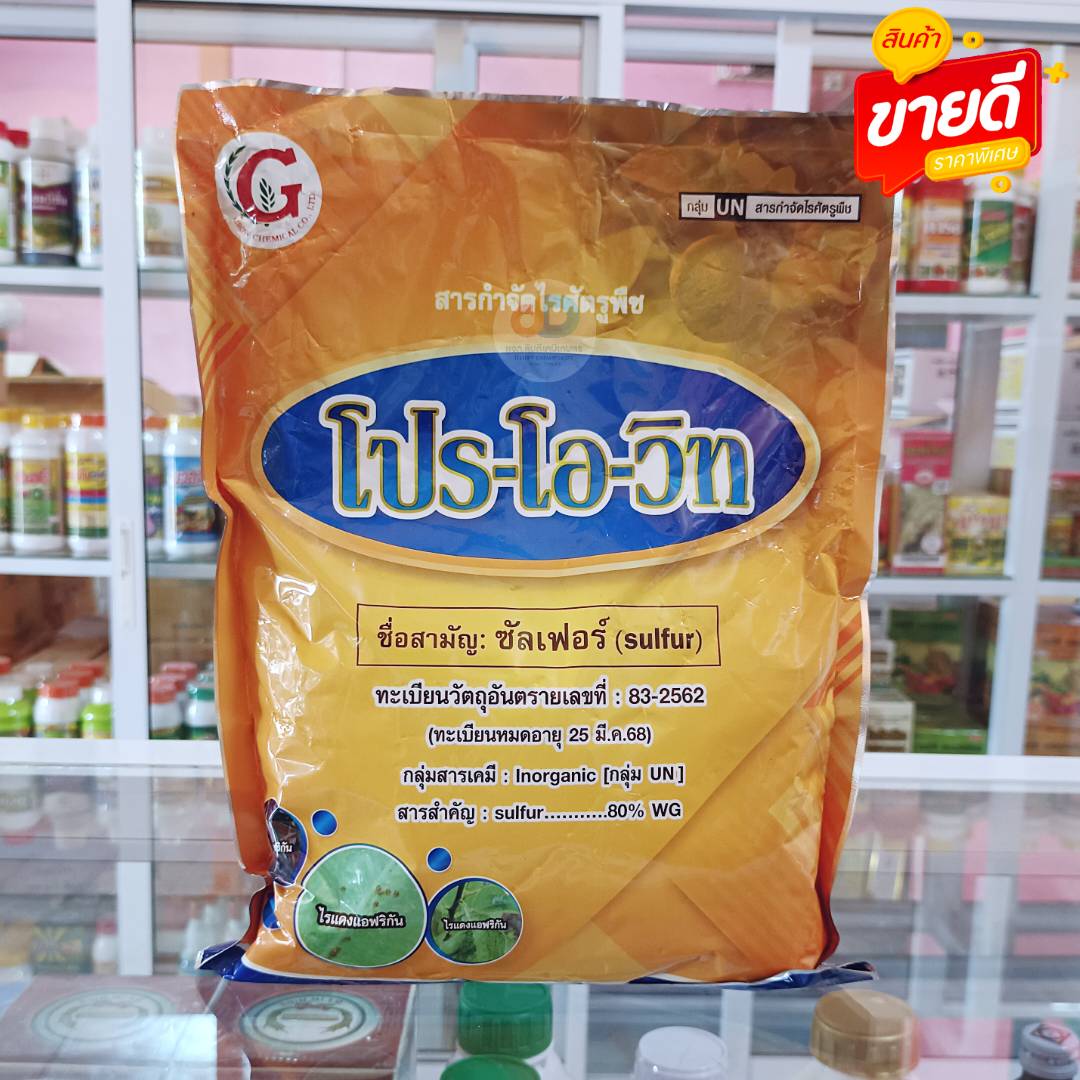 สินค้า
ขายดี
ราคาพิเศษ
G
CHEMICAL CO., LTD.
กลุ่ม UN สารกำจัดไรศัตรูพืช
สารกำจัดไรศัตรูพืช
โปร-โอ-วิท
ชื่อสามัญ: ซัลเฟอร์ (sulfur)
ทะเบียนวัตถุอันตรายเลขที่ : 83-2562
(ทะเบียนหมดอายุ 25 มี.ค.68)
กลุ่มสารเคมี : Inorganic [กลุ่ม UN]
สารสำคัญ : sulfur...........80% WG
ไรแดงแอฟริกัน
ไรแดงแอฟริกัน